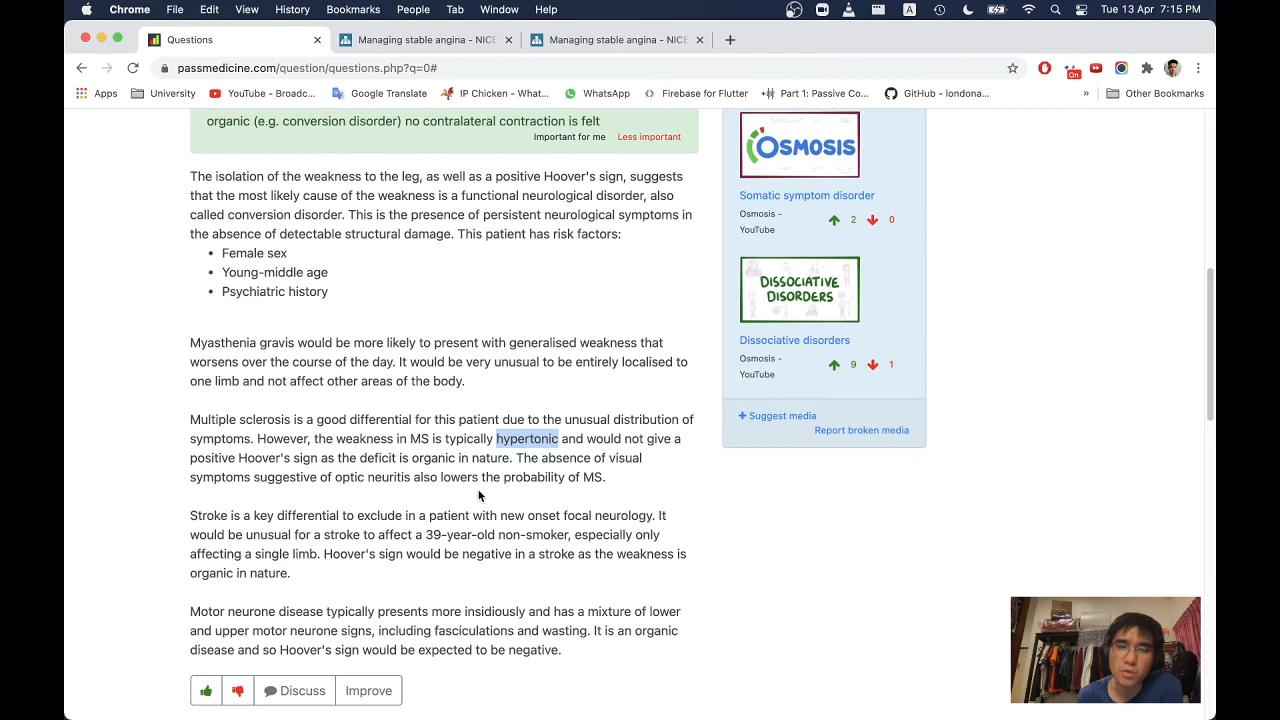 Chrome File Edit View History Bookmarks People Tab Window Help Tue 13 Apr 7:15 PM
Questions Managing stable angina - NICE Managing stable angina - NICE
passmedicine.com/question/questions.php?q=0# On
Apps University YouTube - Broadc... Google Translate IP Chicken - What... WhatsApp Firebase for Flutter Part 1: Passive Co... GitHub - londona... » Other Bookmarks
organic (e.g. conversion disorder) no contralateral contraction is felt
Important for me Less important
The isolation of the weakness to the leg, as well as a positive Hoover's sign, suggests
that the most likely cause of the weakness is a functional neurological disorder, also
called conversion disorder. This is the presence of persistent neurological symptoms in
the absence of detectable structural damage. This patient has risk factors:
• Female sex
• Young-middle age
• Psychiatric history
Myasthenia gravis would be more likely to present with generalised weakness that
worsens over the course of the day. It would be very unusual to be entirely localised to
one limb and not affect other areas of the body.
Multiple sclerosis is a good differential for this patient due to the unusual distribution of
symptoms. However, the weakness in MS is typically hypertonic and would not give a
positive Hoover's sign as the deficit is organic in nature. The absence of visual
symptoms suggestive of optic neuritis also lowers the probability of MS.
Stroke is a key differential to exclude in a patient with new onset focal neurology. It
would be unusual for a stroke to affect a 39-year-old non-smoker, especially only
affecting a single limb. Hoover's sign would be negative in a stroke as the weakness is
organic in nature.
Motor neurone disease typically presents more insidiously and has a mixture of lower
and upper motor neurone signs, including fasciculations and wasting. It is an organic
disease and so Hoover's sign would be expected to be negative.
Discuss Improve
OSMOSIS
Somatic symptom disorder
Osmosis -
YouTube
2 0
DISSOCIATIVE
DISORDERS
Dissociative disorders
Osmosis -
YouTube
9 1
+ Suggest media
Report broken media